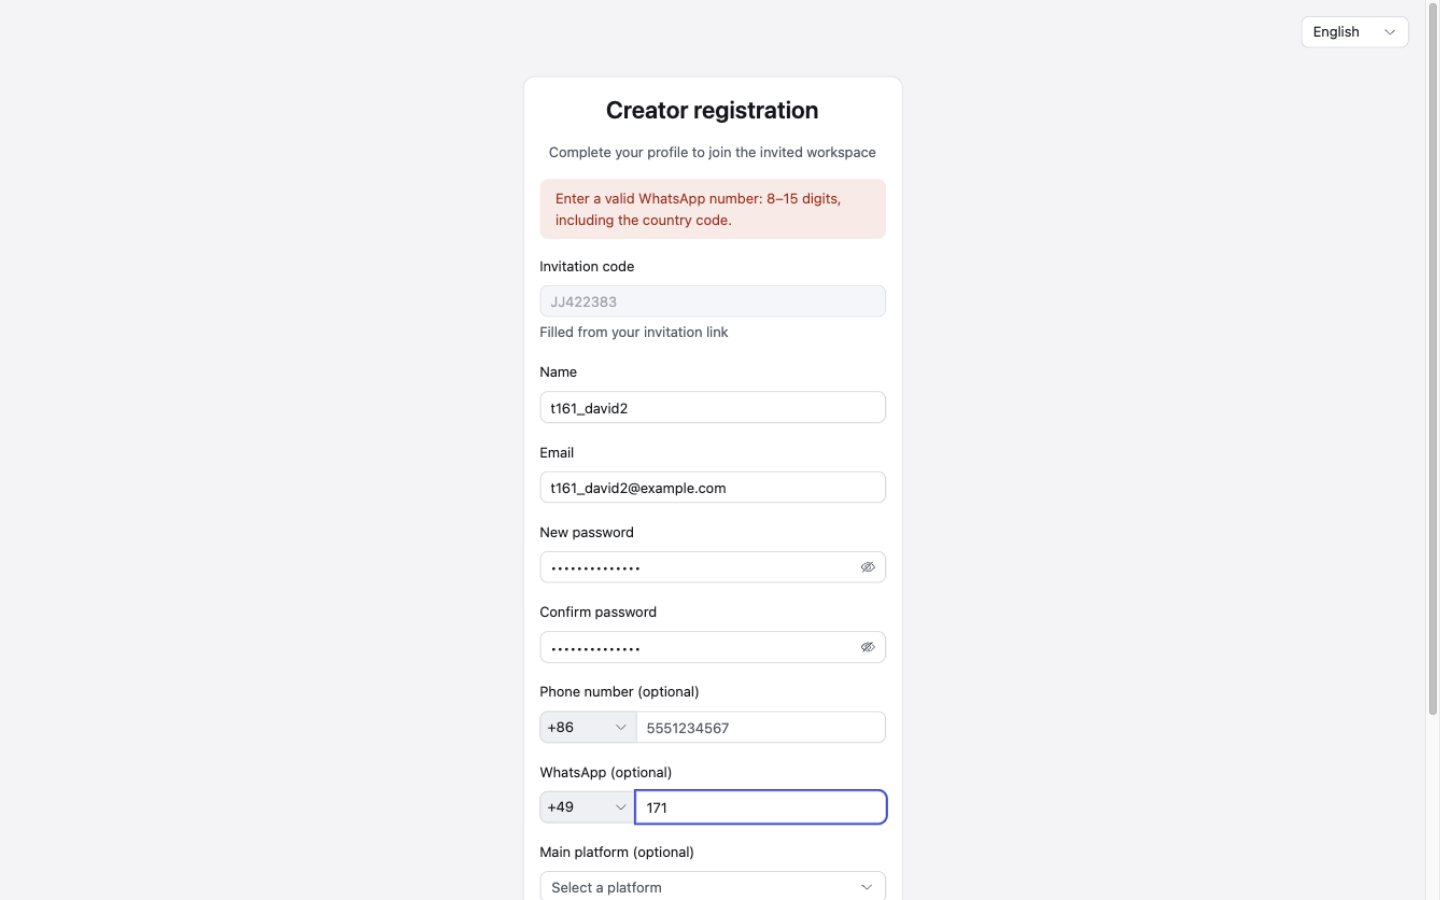 English
Creator registration
Complete your profile to join the invited workspace
Enter a valid WhatsApp number: 8–15 digits,
including the country code.
Invitation code
JJ422383
Filled from your invitation link
Name
t161_david2
Email
t161_david2@example.com
New password
••••••••••••••
Confirm password
••••••••••••••
Phone number (optional)
+86 5551234567
WhatsApp (optional)
+49 171
Main platform (optional)
Select a platform